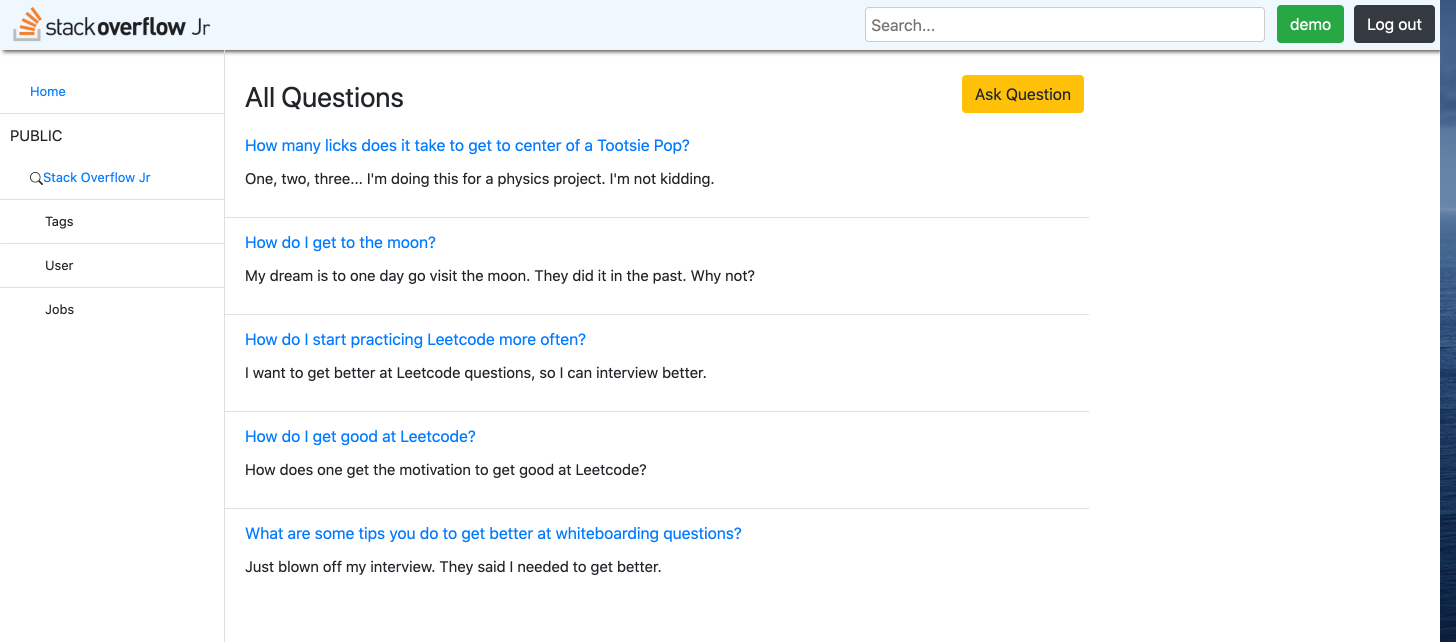 stack overflow Jr
Search...
demo
Log out
Home
PUBLIC
Stack Overflow Jr
Tags
User
Jobs
All Questions
Ask Question
How many licks does it take to get to center of a Tootsie Pop?
One, two, three... I'm doing this for a physics project. I'm not kidding.
How do I get to the moon?
My dream is to one day go visit the moon. They did it in the past. Why not?
How do I start practicing Leetcode more often?
I want to get better at Leetcode questions, so I can interview better.
How do I get good at Leetcode?
How does one get the motivation to get good at Leetcode?
What are some tips you do to get better at whiteboarding questions?
Just blown off my interview. They said I needed to get better.